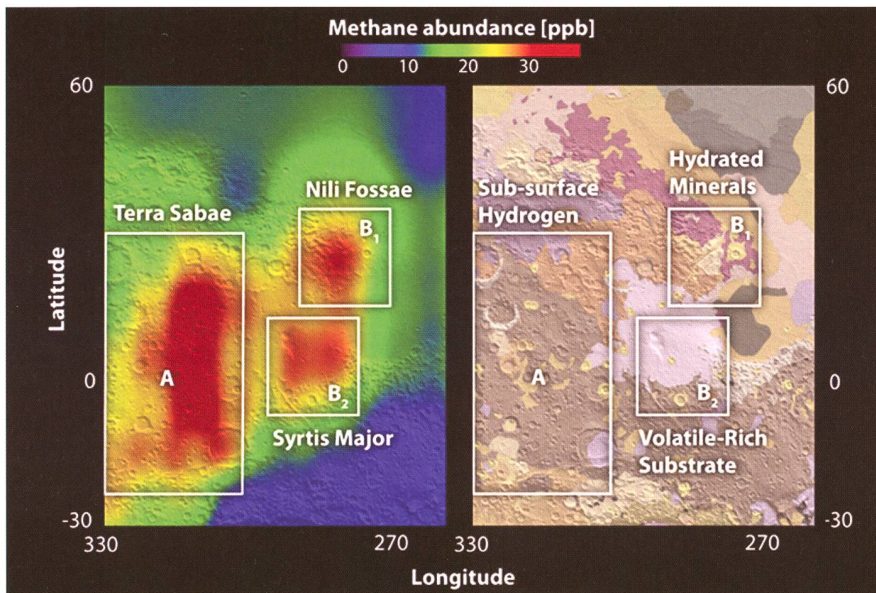 Methane abundance [ppb]
0 10 20 30
60
60
Nili Fossae
Hydrated
Minerals
Terra Sabae
Sub-surface
Hydrogen
B1
B1
Latitude
0
A
A
0
B2
B2
Syrtis Major
Volatile-Rich
Substrate
-30
-30
330
270
330
270
Longitude